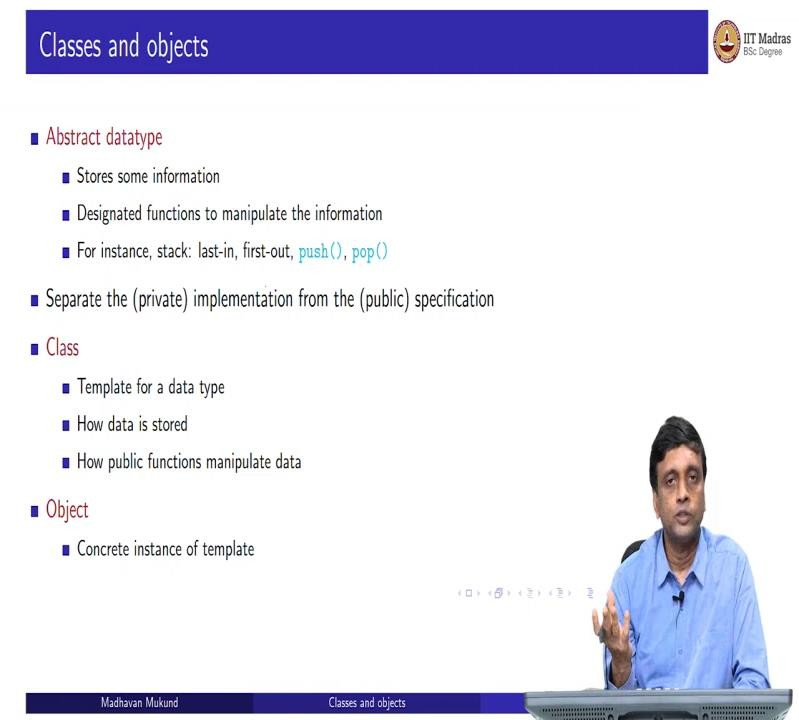 Classes and objects
IIT Madras
BSc Degree
Abstract datatype
Stores some information
Designated functions to manipulate the information
For instance, stack: last-in, first-out, push(), pop()
Separate the (private) implementation from the (public) specification
Class
Template for a data type
How data is stored
How public functions manipulate data
Object
Concrete instance of template
Madhavan Mukund
Classes and objects